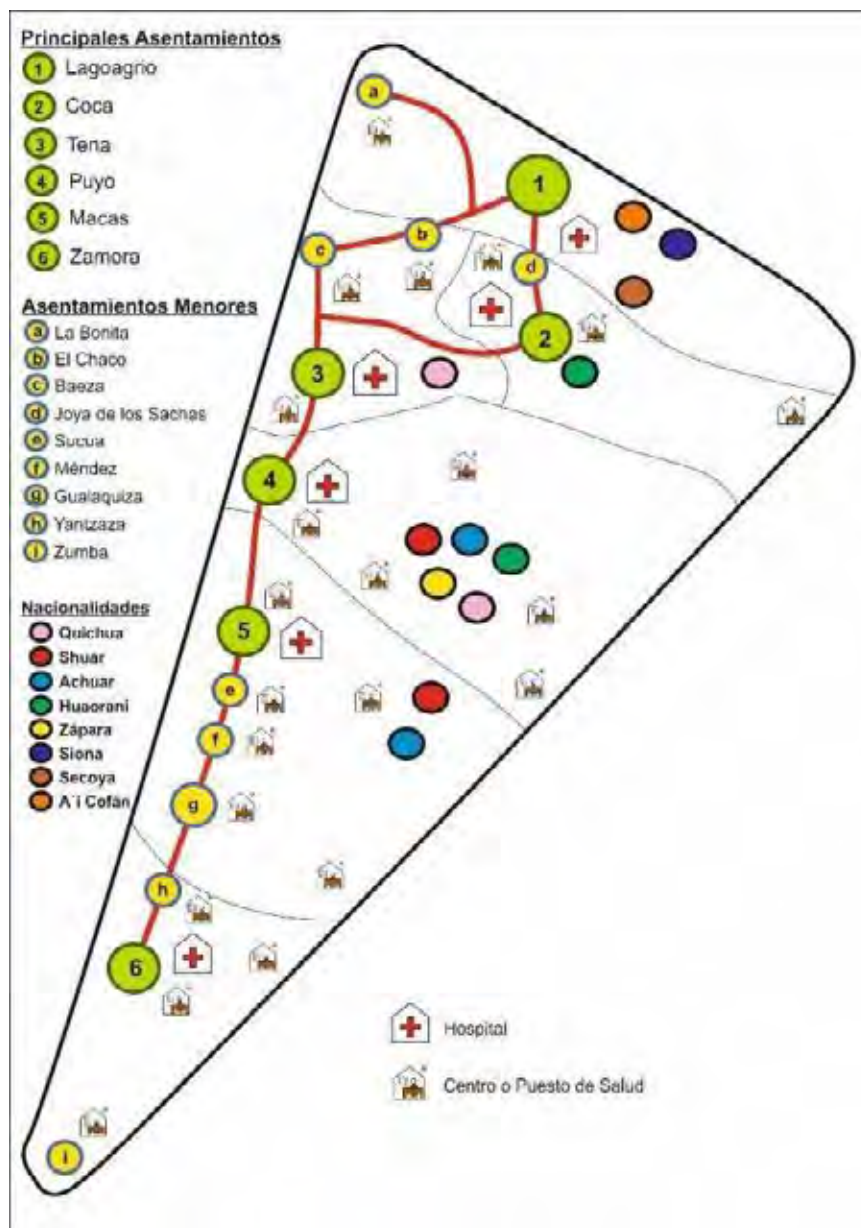 Principales Asentamientos
1 Lagoagrio
2 Coca
3 Tena
4 Puyo
5 Macas
6 Zamora
Asentamientos Menores
a La Bonita
b El Chaco
c Baeza
d Joya de los Sachas
e Sucua
f Méndez
g Gualaquiza
h Yantzaza
i Zumba
Nacionalidades
Quichua
Shuar
Achuar
Huaorani
Zápara
Siona
Secoya
A'i Cofán
a
1
b
c
d
2
3
4
5
e
f
g
h
6
i
Hospital
Centro o Puesto de Salud